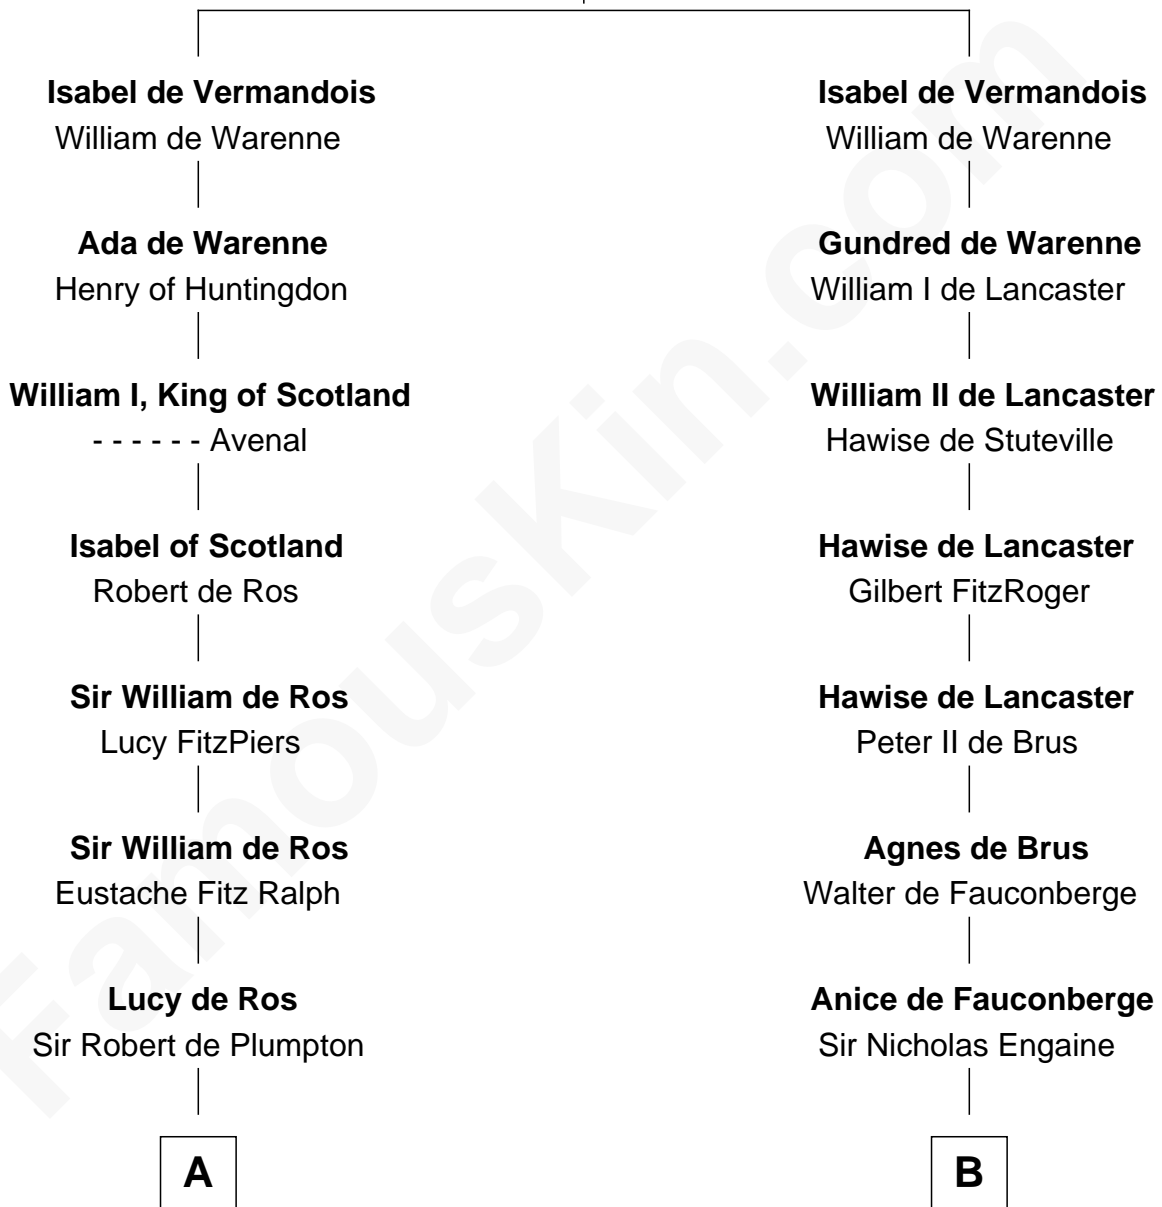 Isabel de Vermandois
William de Warenne
Ada de Warenne
Henry of Huntingdon
William I, King of Scotland
- - - - - - Avenal
Isabel of Scotland
Robert de Ros
Sir William de Ros
Lucy FitzPiers
Sir William de Ros
Eustache Fitz Ralph
Lucy de Ros
Sir Robert de Plumpton
A
Isabel de Vermandois
William de Warenne
Gundred de Warenne
William I de Lancaster
William II de Lancaster
Hawise de Stuteville
Hawise de Lancaster
Gilbert FitzRoger
Hawise de Lancaster
Peter II de Brus
Agnes de Brus
Walter de Fauconberge
Anice de Fauconberge
Sir Nicholas Engaine
B
FamousKin.com